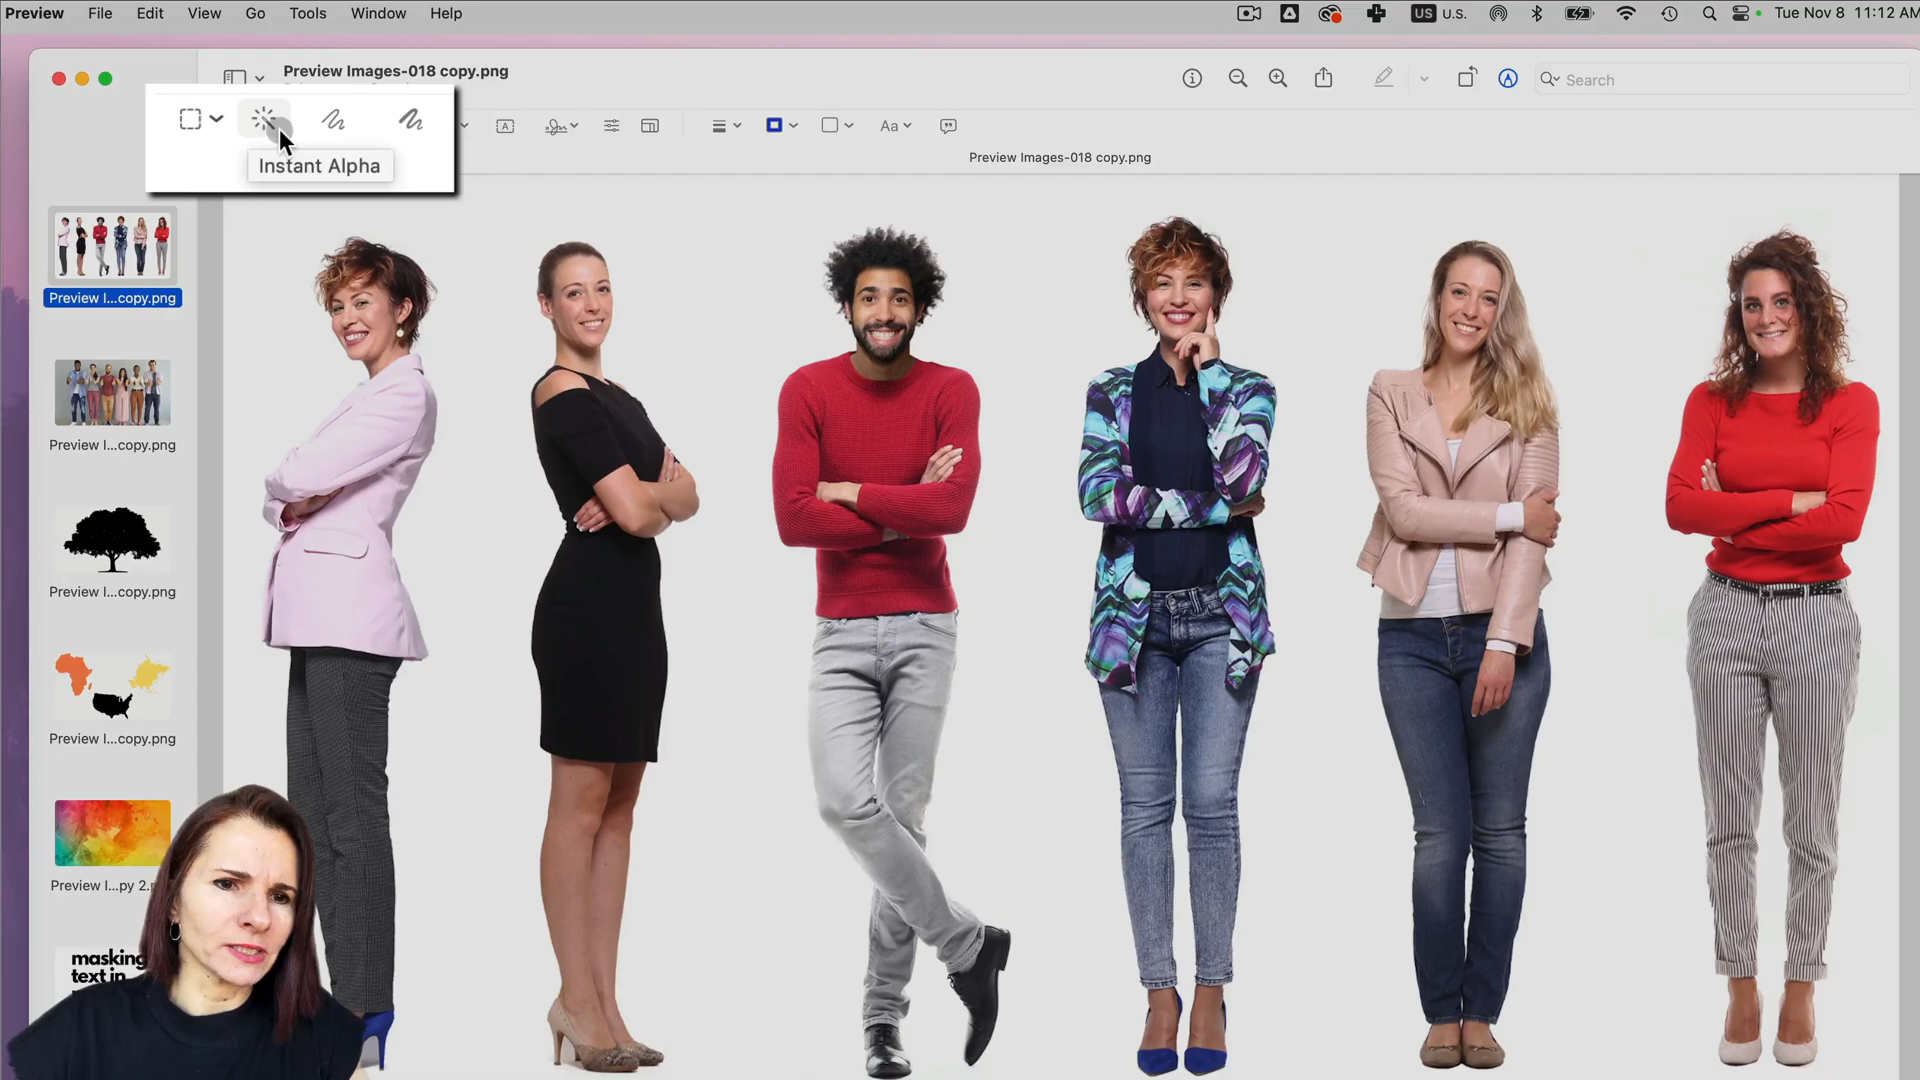 Preview File Edit View Go Tools Window Help US U.S. Tue Nov 8 11:12 AM
Preview Images-018 copy.png
Search
Aa
Instant Alpha
Preview Images-018 copy.png
Preview I...copy.png
Preview I...copy.png
Preview I...copy.png
Preview I...copy.png
Preview I...py 2.
masking
text in